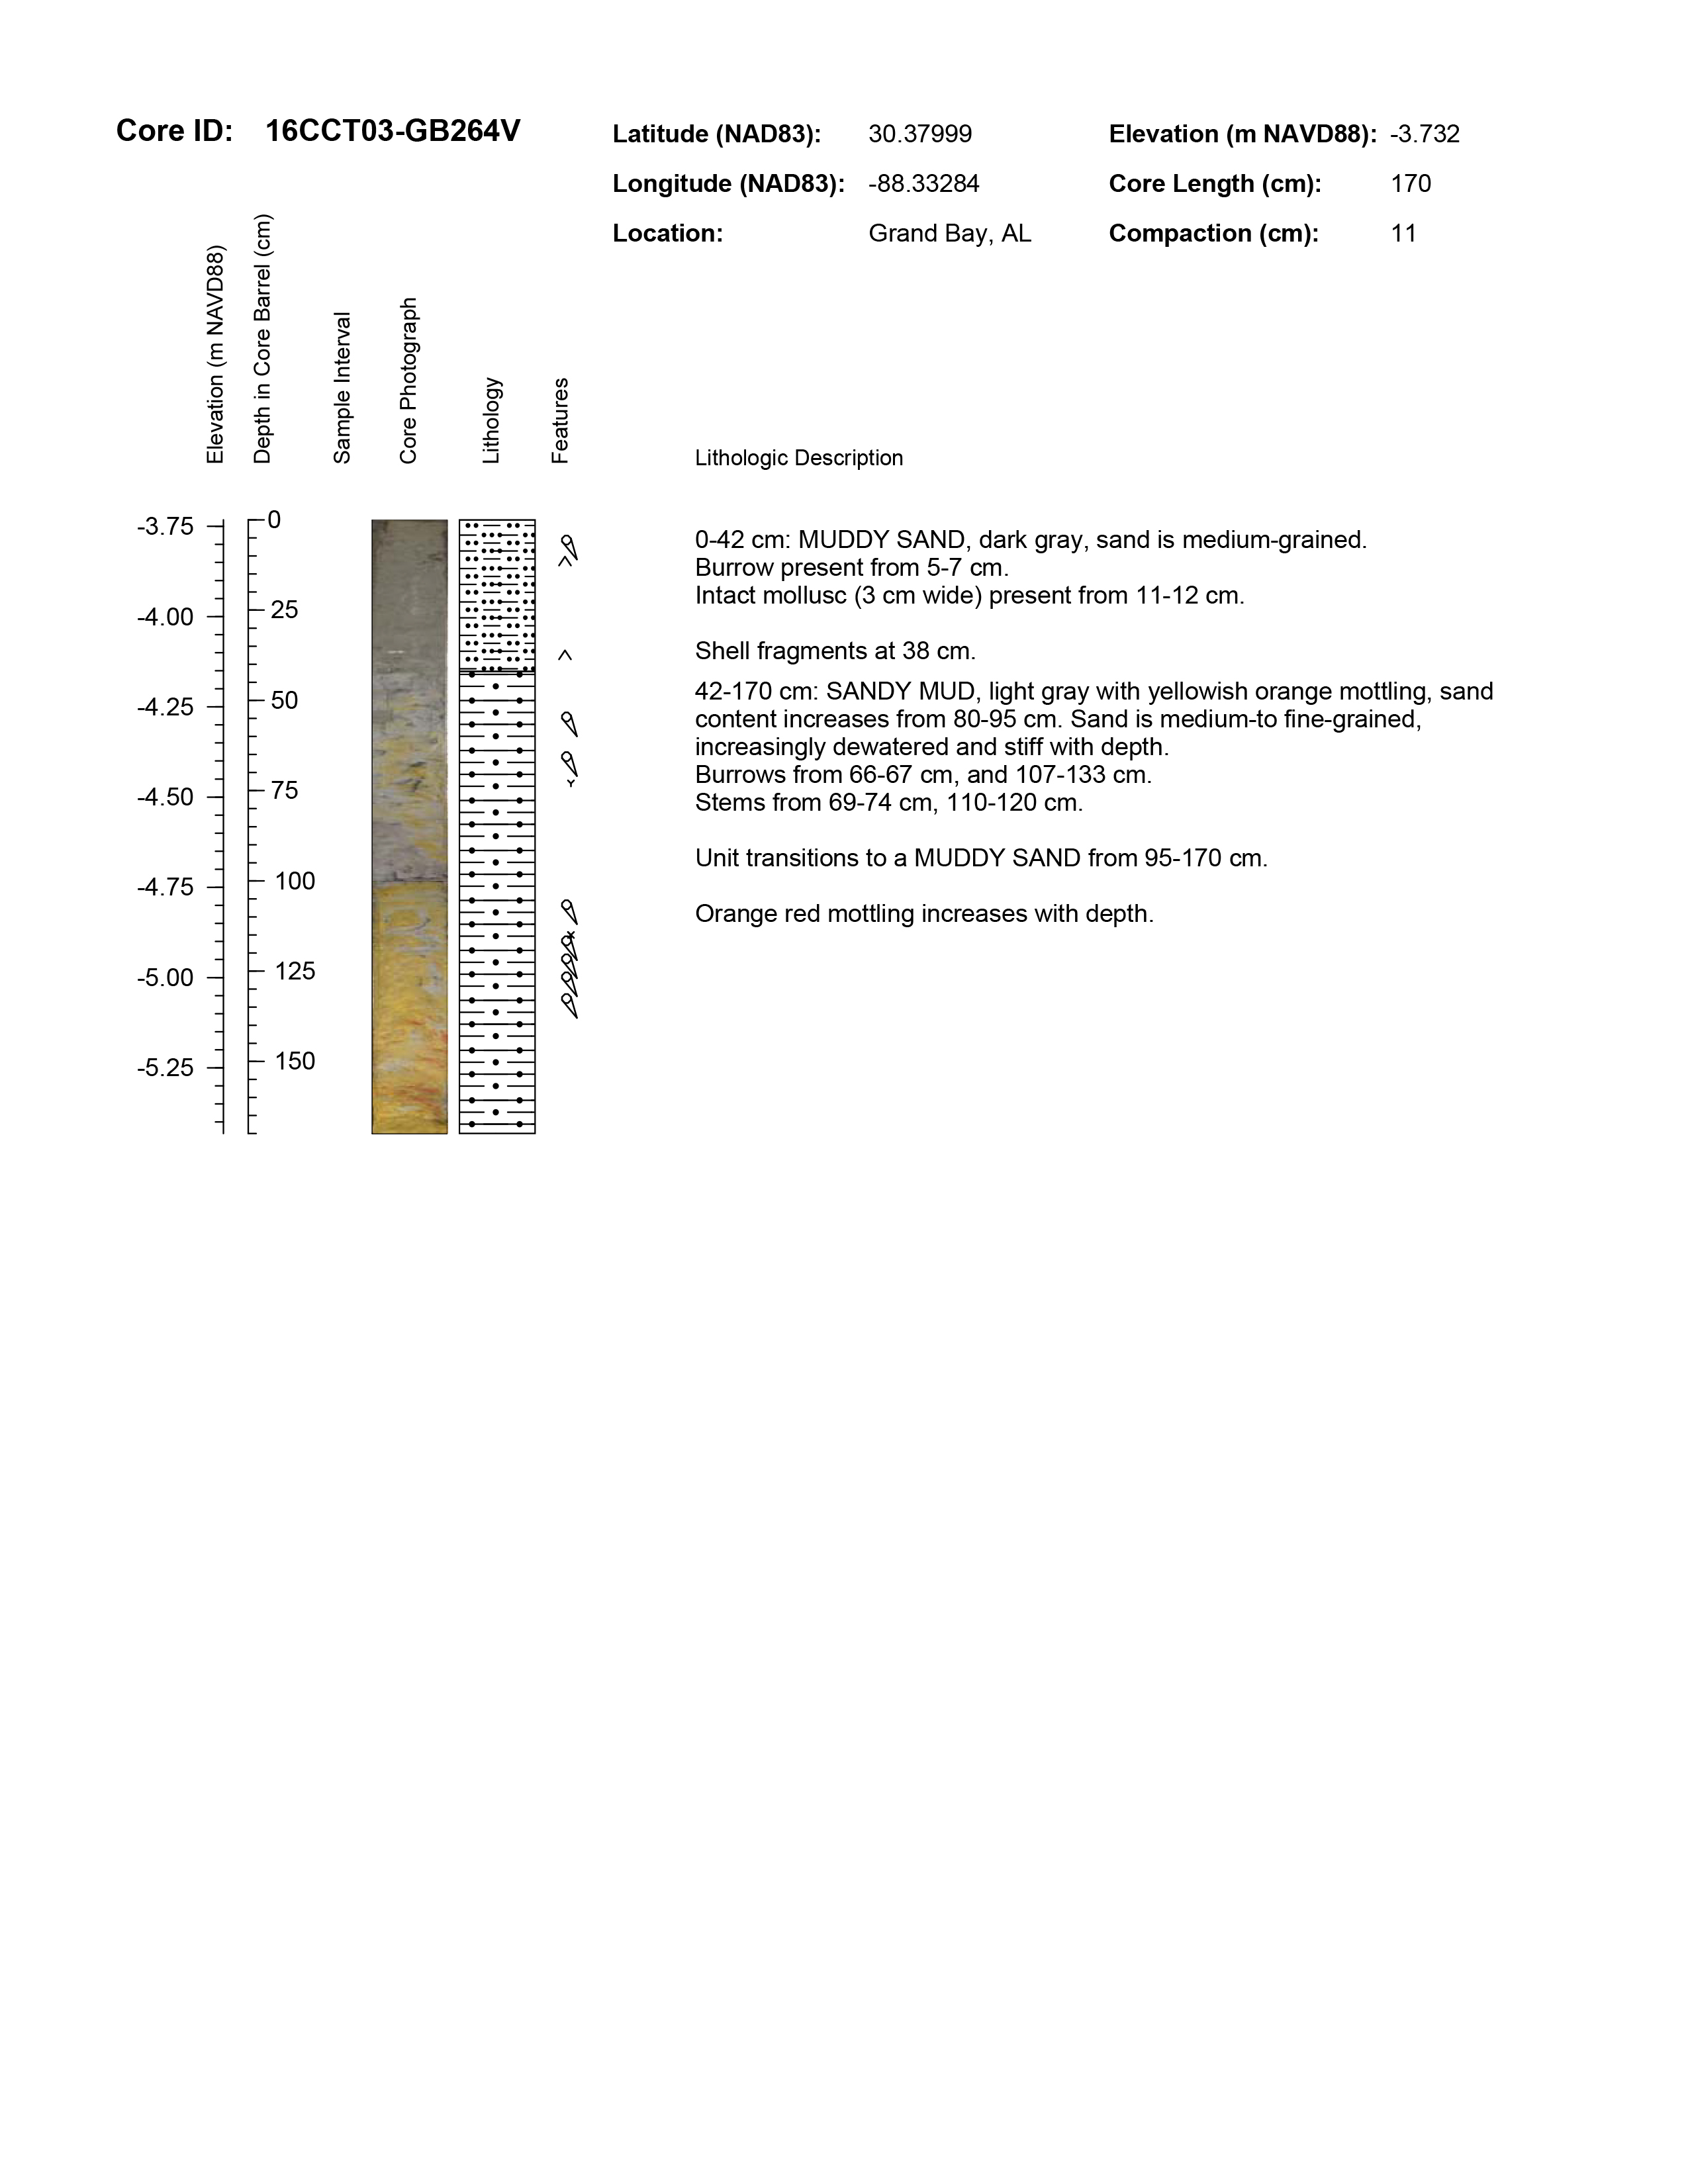 Core ID: 16CCT03-GB264V
Latitude (NAD83): 30.37999
Elevation (m NAVD88): -3.732
Longitude (NAD83): -88.33284
Core Length (cm): 170
Location: Grand Bay, AL
Compaction (cm): 11
Elevation (m NAVD88)
Depth in Core Barrel (cm)
Sample Interval
Core Photograph
Lithology
Features
Lithologic Description
-3.75
-4.00
-4.25
-4.50
-4.75
-5.00
-5.25
0
25
50
75
100
125
150
0-42 cm: MUDDY SAND, dark gray, sand is medium-grained.
Burrow present from 5-7 cm.
Intact mollusc (3 cm wide) present from 11-12 cm.
Shell fragments at 38 cm.
42-170 cm: SANDY MUD, light gray with yellowish orange mottling, sand
content increases from 80-95 cm. Sand is medium-to fine-grained,
increasingly dewatered and stiff with depth.
Burrows from 66-67 cm, and 107-133 cm.
Stems from 69-74 cm, 110-120 cm.
Unit transitions to a MUDDY SAND from 95-170 cm.
Orange red mottling increases with depth.